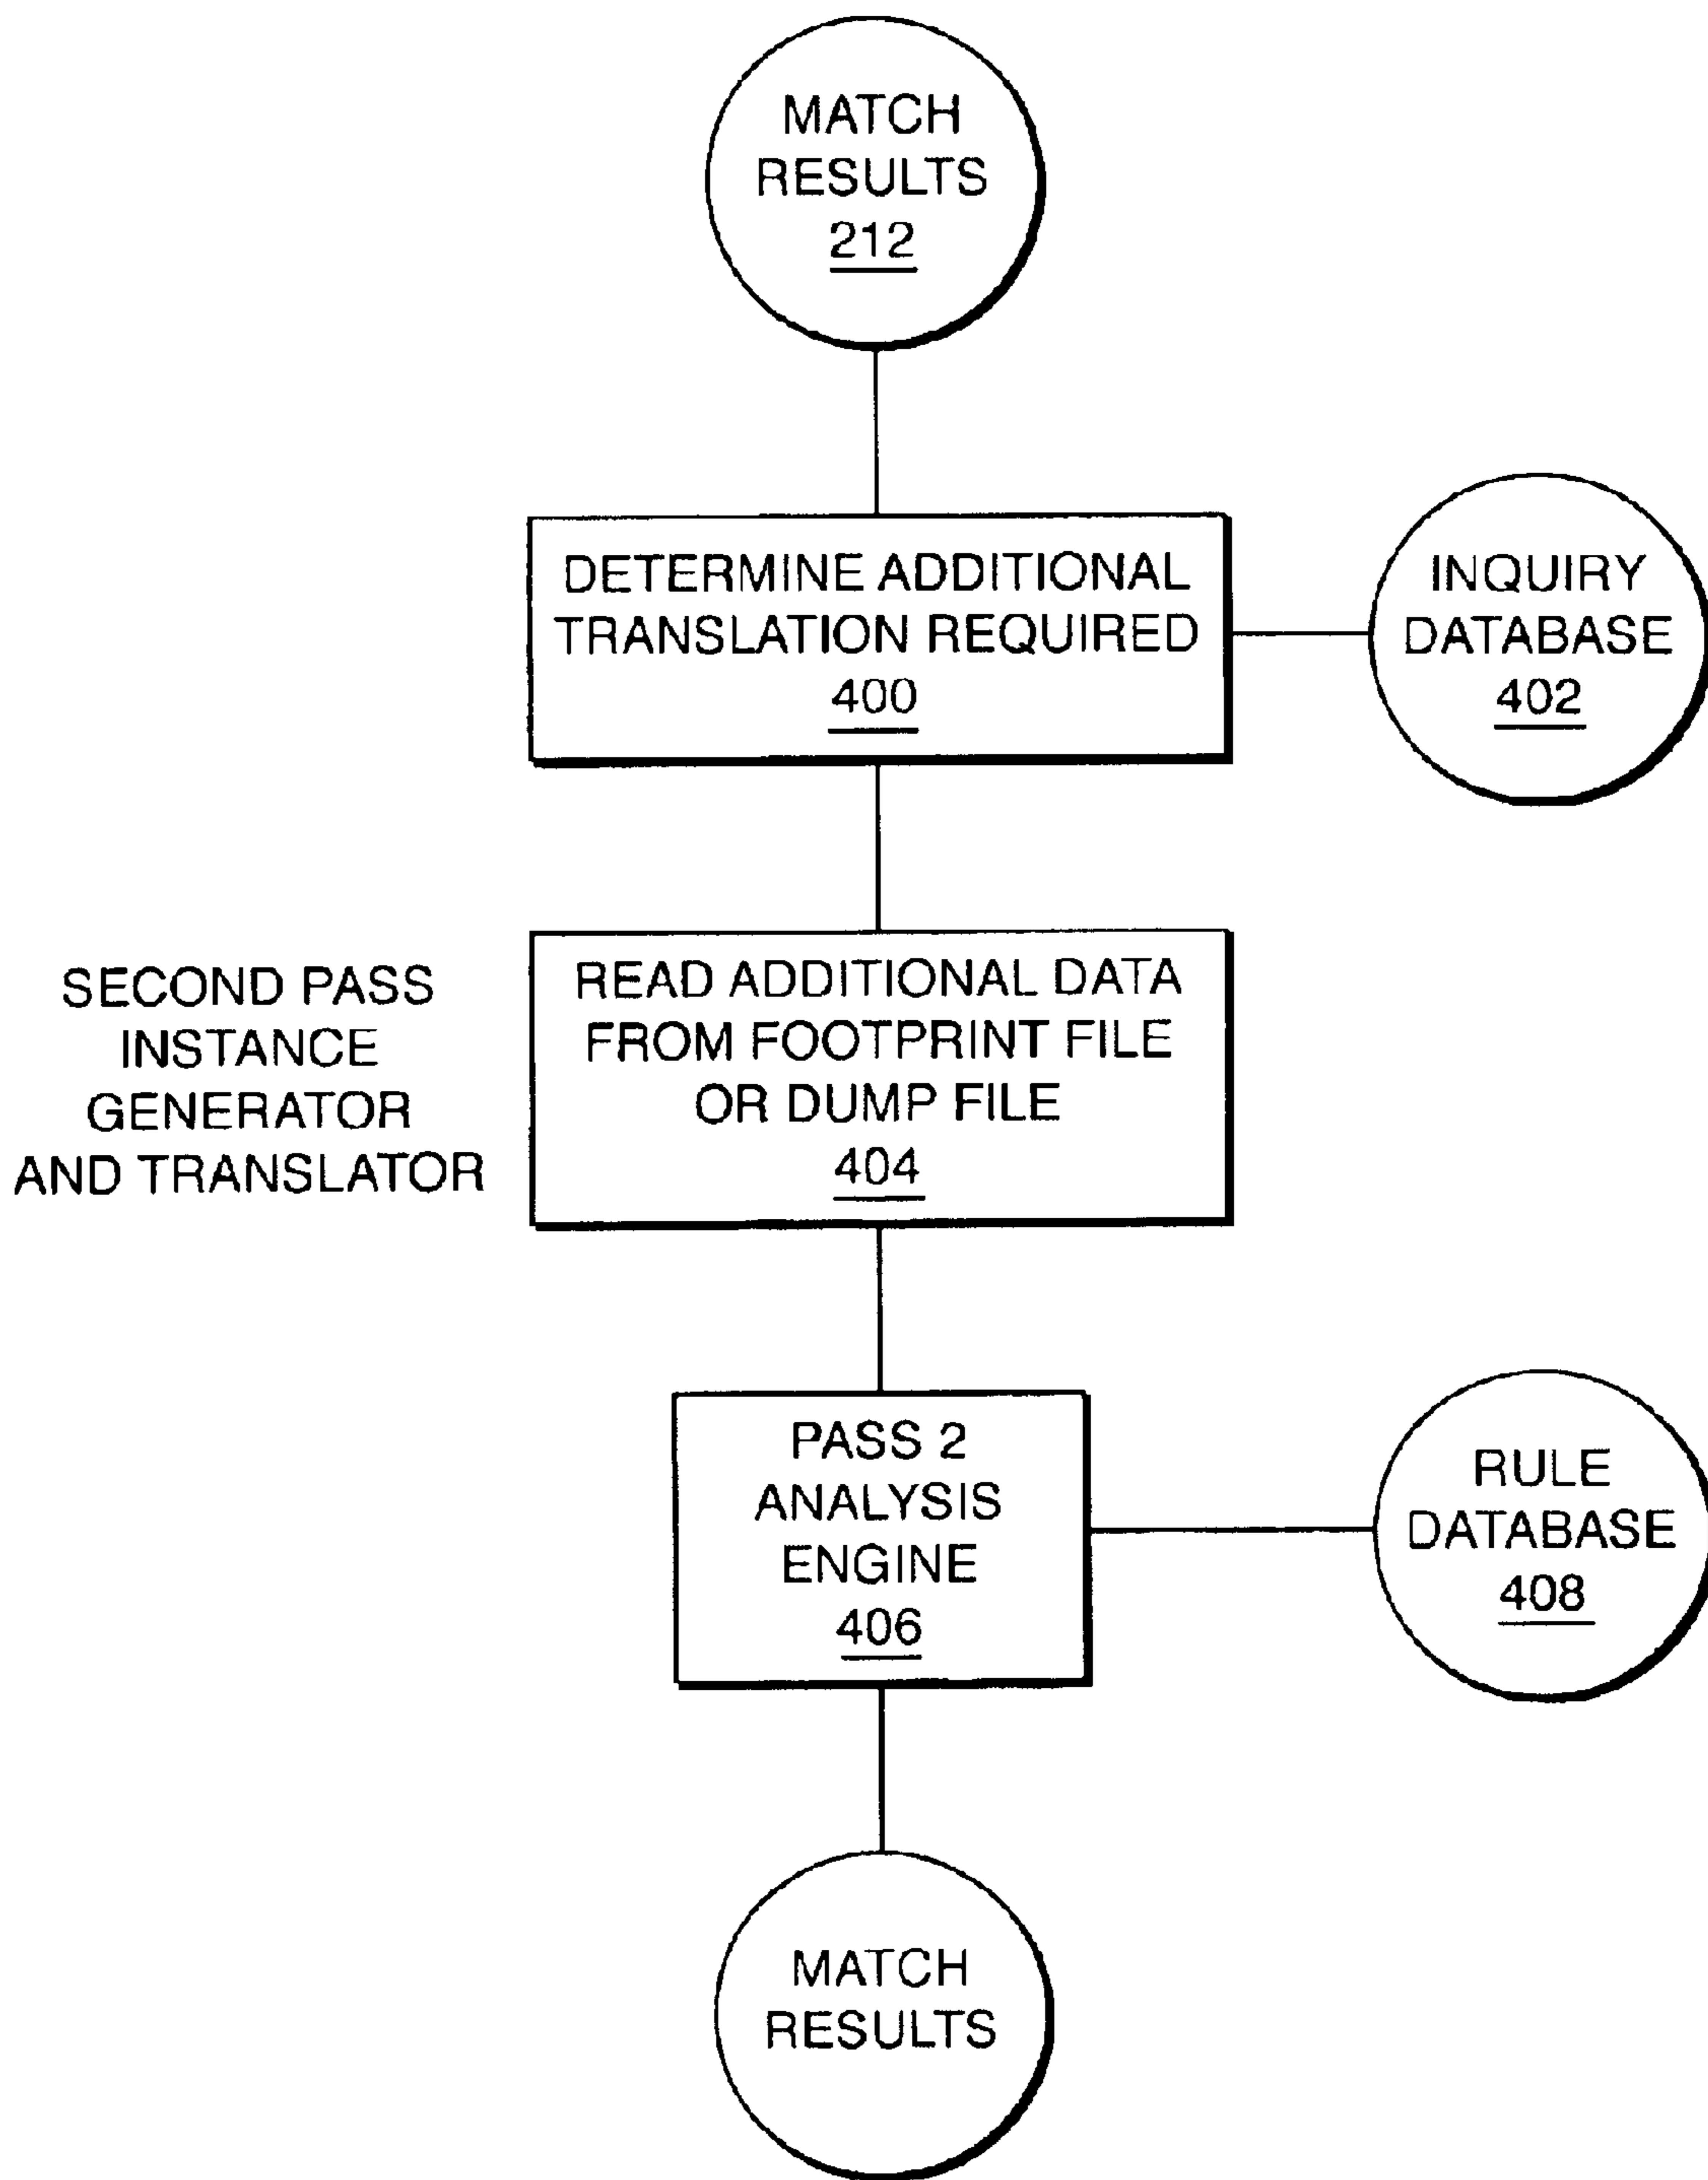 MATCH
RESULTS
212
DETERMINE ADDITIONAL
TRANSLATION REQUIRED
400
INQUIRY
DATABASE
402
SECOND PASS
INSTANCE
GENERATOR
AND TRANSLATOR
READ ADDITIONAL DATA
FROM FOOTPRINT FILE
OR DUMP FILE
404
PASS 2
ANALYSIS
ENGINE
406
RULE
DATABASE
408
MATCH
RESULTS